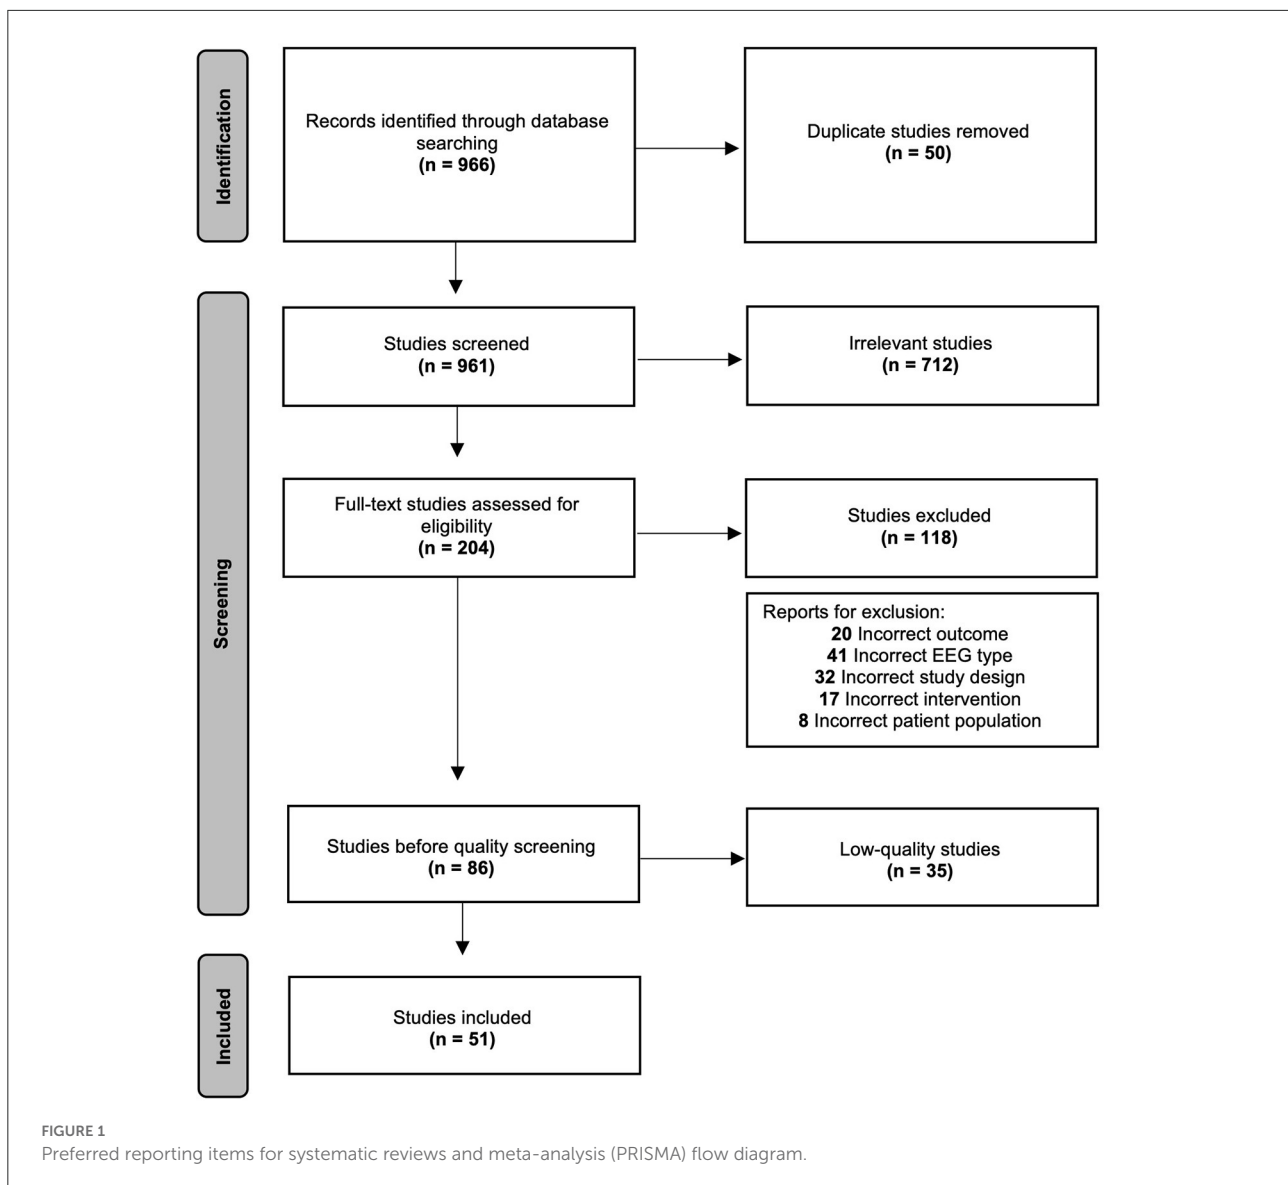 Identification
Records identified through database
searching
(n = 966)
Duplicate studies removed
(n = 50)
Screening
Studies screened
(n = 961)
Irrelevant studies
(n = 712)
Full-text studies assessed for
eligibility
(n = 204)
Studies excluded
(n = 118)
Reports for exclusion:
20 Incorrect outcome
41 Incorrect EEG type
32 Incorrect study design
17 Incorrect intervention
8 Incorrect patient population
Studies before quality screening
(n = 86)
Low-quality studies
(n = 35)
Included
Studies included
(n = 51)
FIGURE 1
Preferred reporting items for systematic reviews and meta-analysis (PRISMA) flow diagram.